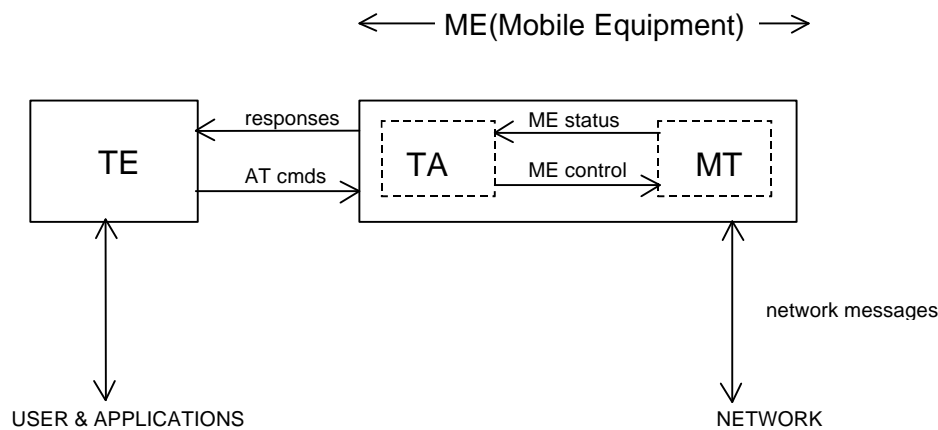 ME(Mobile Equipment)
responses
ME status
TE
TA
MT
AT cmds
ME control
network messages
USER & APPLICATIONS
NETWORK